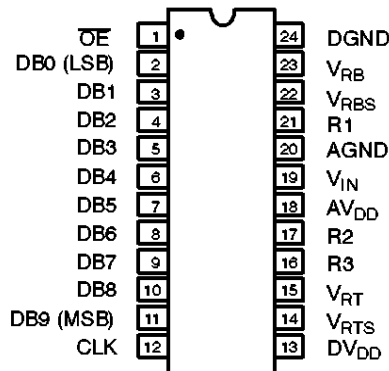 OE 1 24 DGND
DB0 (LSB) 2 23 VRB
DB1 3 22 VRBS
DB2 4 21 R1
DB3 5 20 AGND
DB4 6 19 VIN
DB5 7 18 AVDD
DB6 8 17 R2
DB7 9 16 R3
DB8 10 15 VRT
DB9 (MSB) 11 14 VRTS
CLK 12 13 DVDD